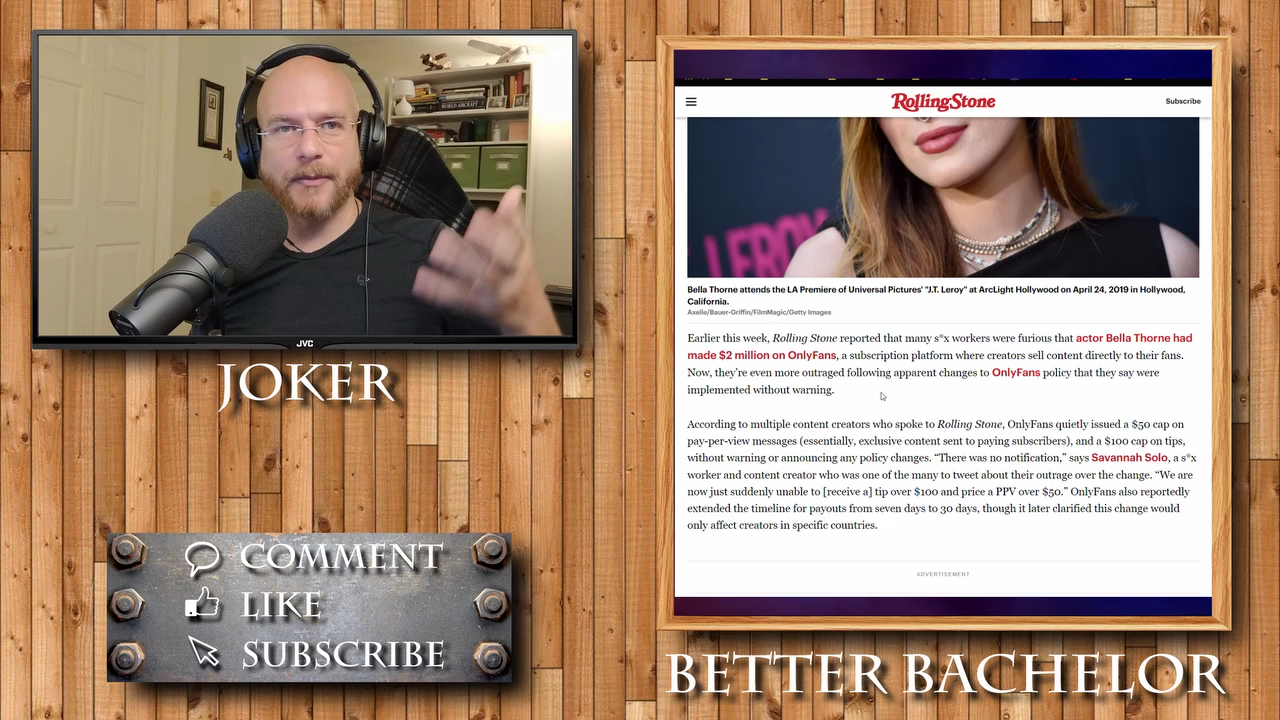 JVC
JOKER
COMMENT
LIKE
SUBSCRIBE
RollingStone
Subscribe
LEROY
Bella Thorne attends the LA Premiere of Universal Pictures' "J.T. Leroy" at ArcLight Hollywood on April 24, 2019 in Hollywood,
California.
Axelle/Bauer-Griffin/FilmMagic/Getty Images
Earlier this week, Rolling Stone reported that many s*x workers were furious that actor Bella Thorne had
made $2 million on OnlyFans, a subscription platform where creators sell content directly to their fans.
Now, they're even more outraged following apparent changes to OnlyFans policy that they say were
implemented without warning.
According to multiple content creators who spoke to Rolling Stone, OnlyFans quietly issued a $50 cap on
pay-per-view messages (essentially, exclusive content sent to paying subscribers), and a $100 cap on tips,
without warning or announcing any policy changes. “There was no notification,” says Savannah Solo, a s*x
worker and content creator who was one of the many to tweet about their outrage over the change. “We are
now just suddenly unable to [receive a] tip over $100 and price a PPV over $50.” OnlyFans also reportedly
extended the timeline for payouts from seven days to 30 days, though it later clarified this change would
only affect creators in specific countries.
ADVERTISEMENT
BETTER BACHELOR